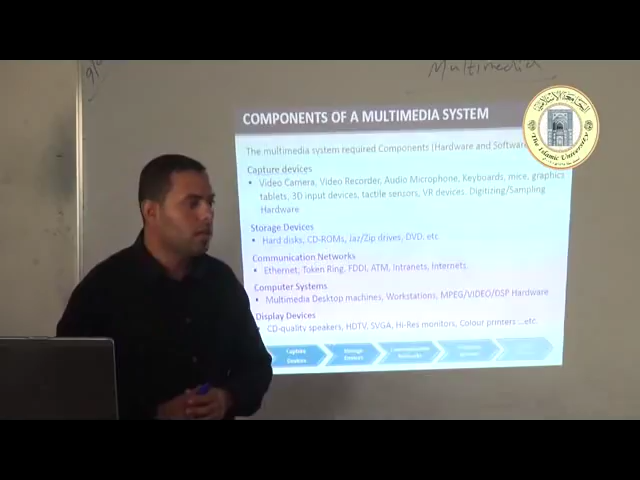 Multimedia
COMPONENTS OF A MULTIMEDIA SYSTEM
The multimedia system required Components (Hardware and Software
Capture devices
• Video Camera, Video Recorder, Audio Microphone, Keyboards, mice, graphics
tablets, 3D input devices, tactile sensors, VR devices. Digitizing/Sampling
Hardware
Storage Devices
• Hard disks, CD-ROMs, Jaz/Zip drives, DVD, etc
Communication Networks
• Ethernet, Token Ring, FDDI, ATM, Intranets, Internets.
Computer Systems
• Multimedia Desktop machines, Workstations, MPEG/VIDEO/DSP Hardware
Display Devices
• CD-quality speakers, HDTV, SVGA, Hi-Res monitors, Colour printers ...etc.
Capture
Devices
Storage
Devices
Communication
Networks
الجامعة الإسلامية
The Islamic University